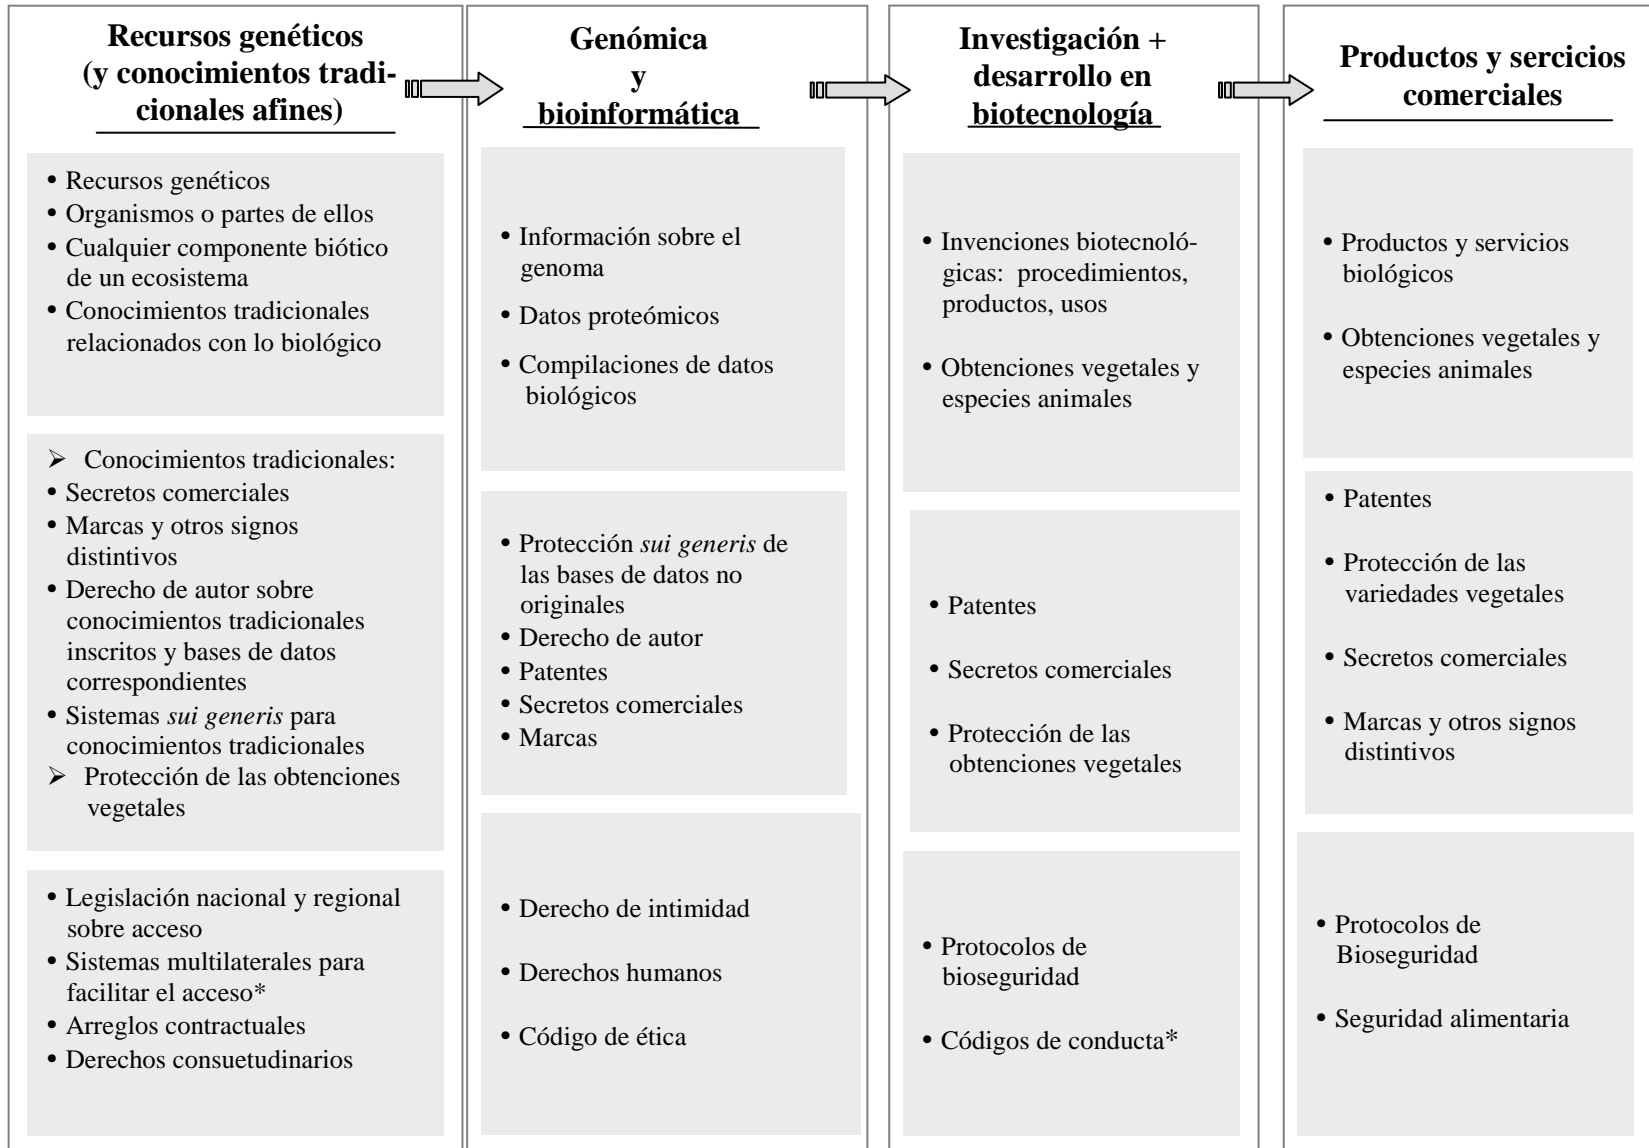 Recursos genéticos
(y conocimientos tradi-
cionales afines)
• Recursos genéticos
• Organismos o partes de ellos
• Cualquier componente biótico
de un ecosistema
• Conocimientos tradicionales
relacionados con lo biológico
➢ Conocimientos tradicionales:
• Secretos comerciales
• Marcas y otros signos
distintivos
• Derecho de autor sobre
conocimientos tradicionales
inscritos y bases de datos
correspondientes
• Sistemas sui generis para
conocimientos tradicionales
➢ Protección de las obtenciones
vegetales
• Legislación nacional y regional
sobre acceso
• Sistemas multilaterales para
facilitar el acceso*
• Arreglos contractuales
• Derechos consuetudinarios
Genómica
y
bioinformática
• Información sobre el
genoma
• Datos proteómicos
• Compilaciones de datos
biológicos
• Protección sui generis de
las bases de datos no
originales
• Derecho de autor
• Patentes
• Secretos comerciales
• Marcas
• Derecho de intimidad
• Derechos humanos
• Código de ética
Investigación +
desarrollo en
biotecnología
• Invenciones biotecnoló-
gicas: procedimientos,
productos, usos
• Obtenciones vegetales y
especies animales
• Patentes
• Secretos comerciales
• Protección de las
obtenciones vegetales
• Protocolos de
bioseguridad
• Códigos de conducta*
Productos y sercicios
comerciales
• Productos y servicios
biológicos
• Obtenciones vegetales y
especies animales
• Patentes
• Protección de las
variedades vegetales
• Secretos comerciales
• Marcas y otros signos
distintivos
• Protocolos de
Bioseguridad
• Seguridad alimentaria